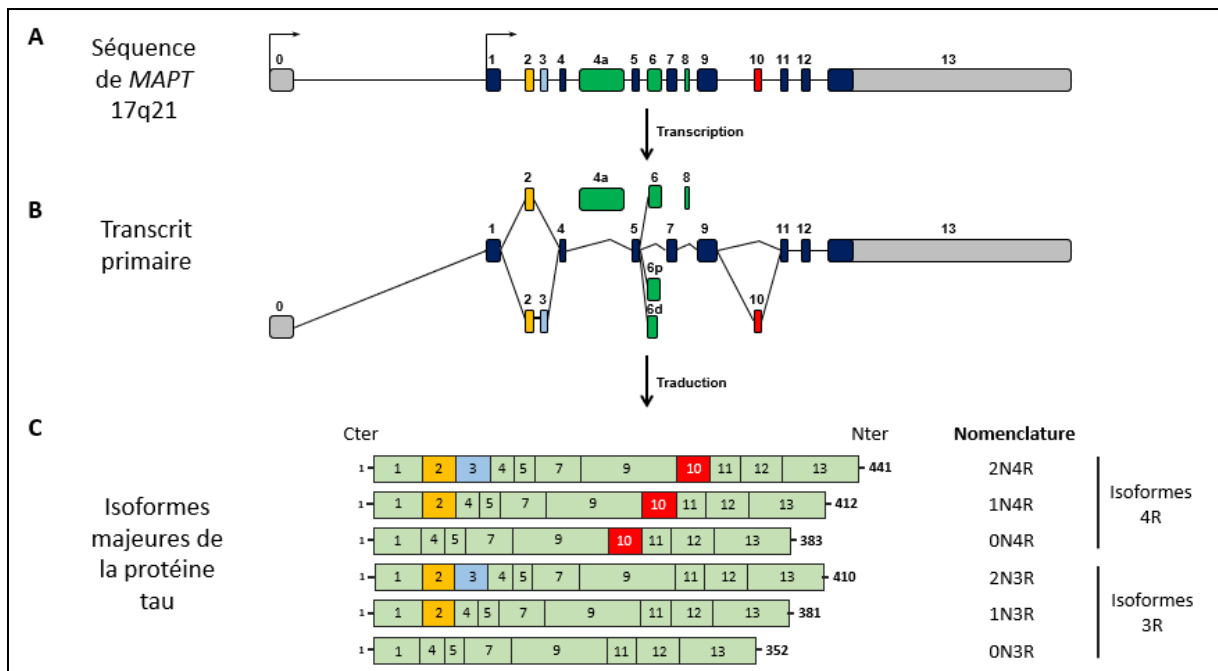 A
Séquence
de MAPT
17q21
0 1 2 3 4 4a 5 6 7 8 9 10 11 12 13
Transcription
B
Transcrit
primaire
2 4a 6 8
1 4 5 7 9 11 12 13
6p
0 2 3 6d 10
Traduction
C
Isoformes
majeures de
la protéine
tau
Cter Nter Nomenclature
1 1 2 3 4 5 7 9 10 11 12 13 441 2N4R
1 1 2 4 5 7 9 10 11 12 13 412 1N4R
1 1 4 5 7 9 10 11 12 13 383 0N4R
Isoformes
4R
1 1 2 3 4 5 7 9 11 12 13 410 2N3R
1 1 2 4 5 7 9 11 12 13 381 1N3R
1 1 4 5 7 9 11 12 13 352 0N3R
Isoformes
3R